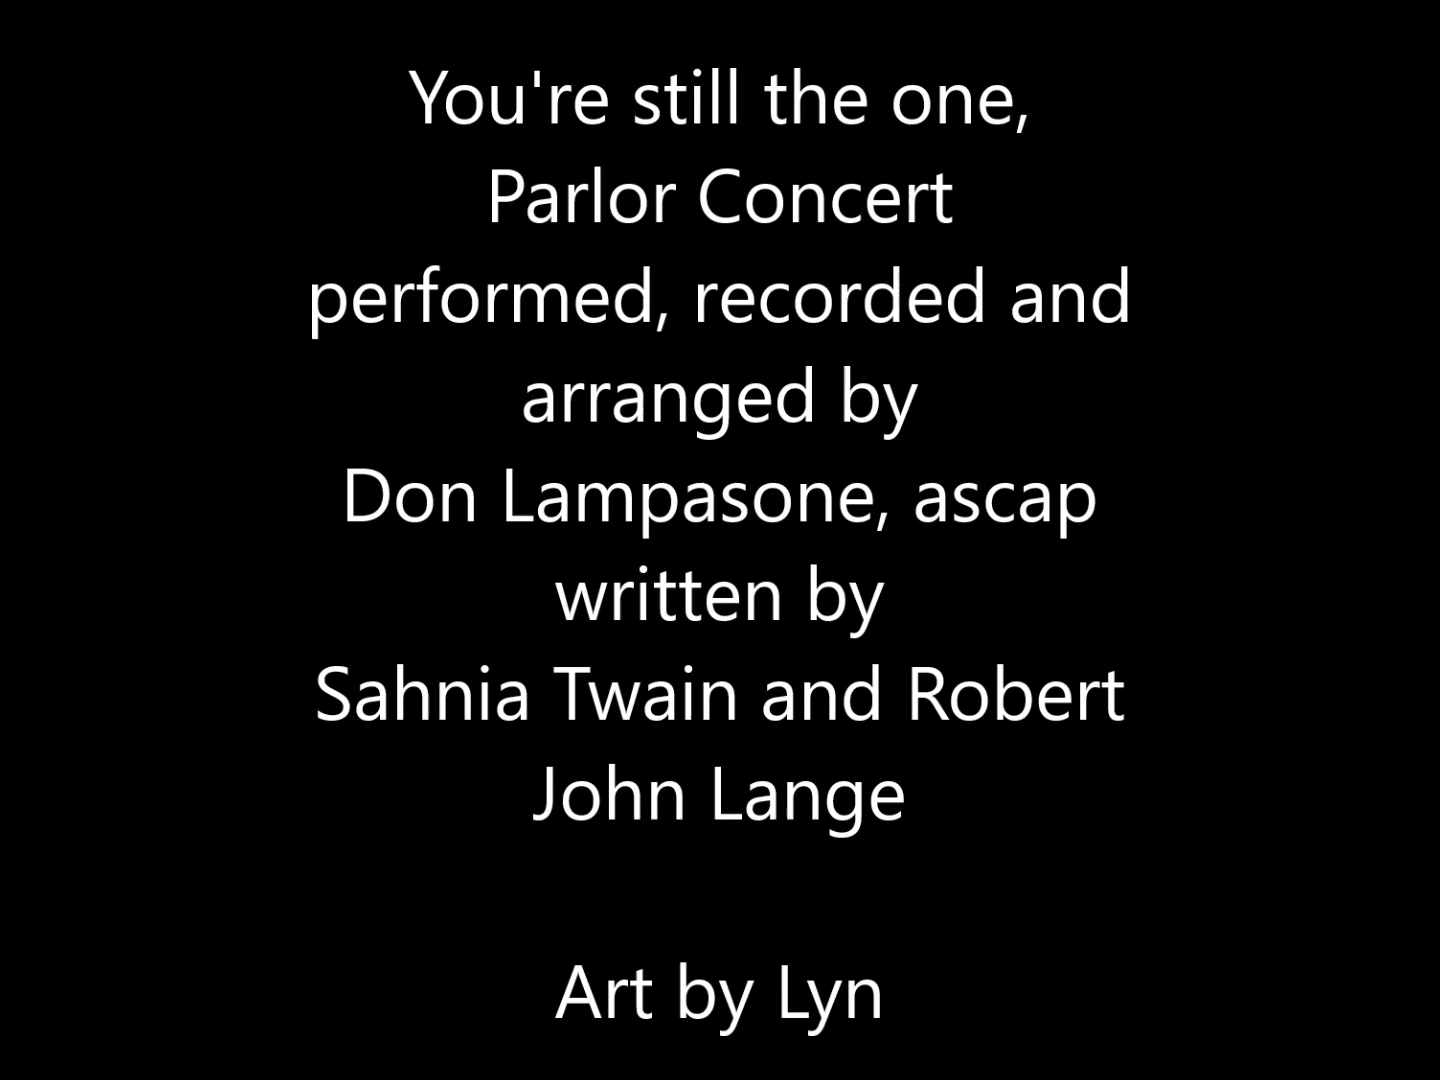 You're still the one,
Parlor Concert
performed, recorded and
arranged by
Don Lampasone, ascap
written by
Sahnia Twain and Robert
John Lange
Art by Lyn